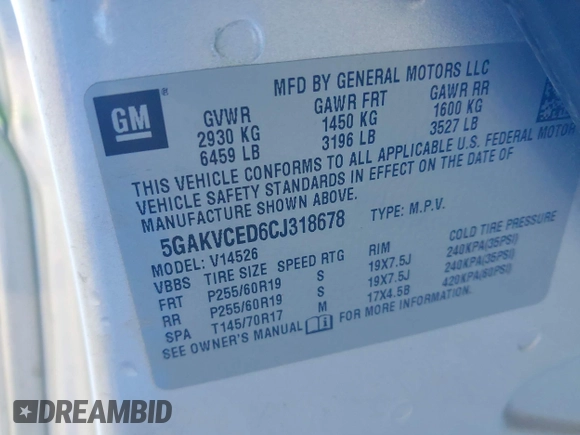 MFD BY GENERAL MOTORS LLC
GM ®
GVWR GAWR FRT GAWR RR
2930 KG 1450 KG 1600 KG
6459 LB 3196 LB 3527 LB
THIS VEHICLE CONFORMS TO ALL APPLICABLE U.S. FEDERAL MOTOR
VEHICLE SAFETY STANDARDS IN EFFECT ON THE DATE OF
MANUFACTURE SHOWN ABOVE.
5GAKVCED6CJ318678 TYPE: M.P.V.
MODEL: V14526
VBBS TIRE SIZE SPEED RTG RIM COLD TIRE PRESSURE
FRT P255/60R19 S 19X7.5J 240KPA(35PSI)
RR P255/60R19 S 19X7.5J 240KPA(35PSI)
SPA T145/70R17 M 17X4.5B 420KPA(60PSI)
SEE OWNER'S MANUAL FOR MORE INFORMATION.
DREAMBID